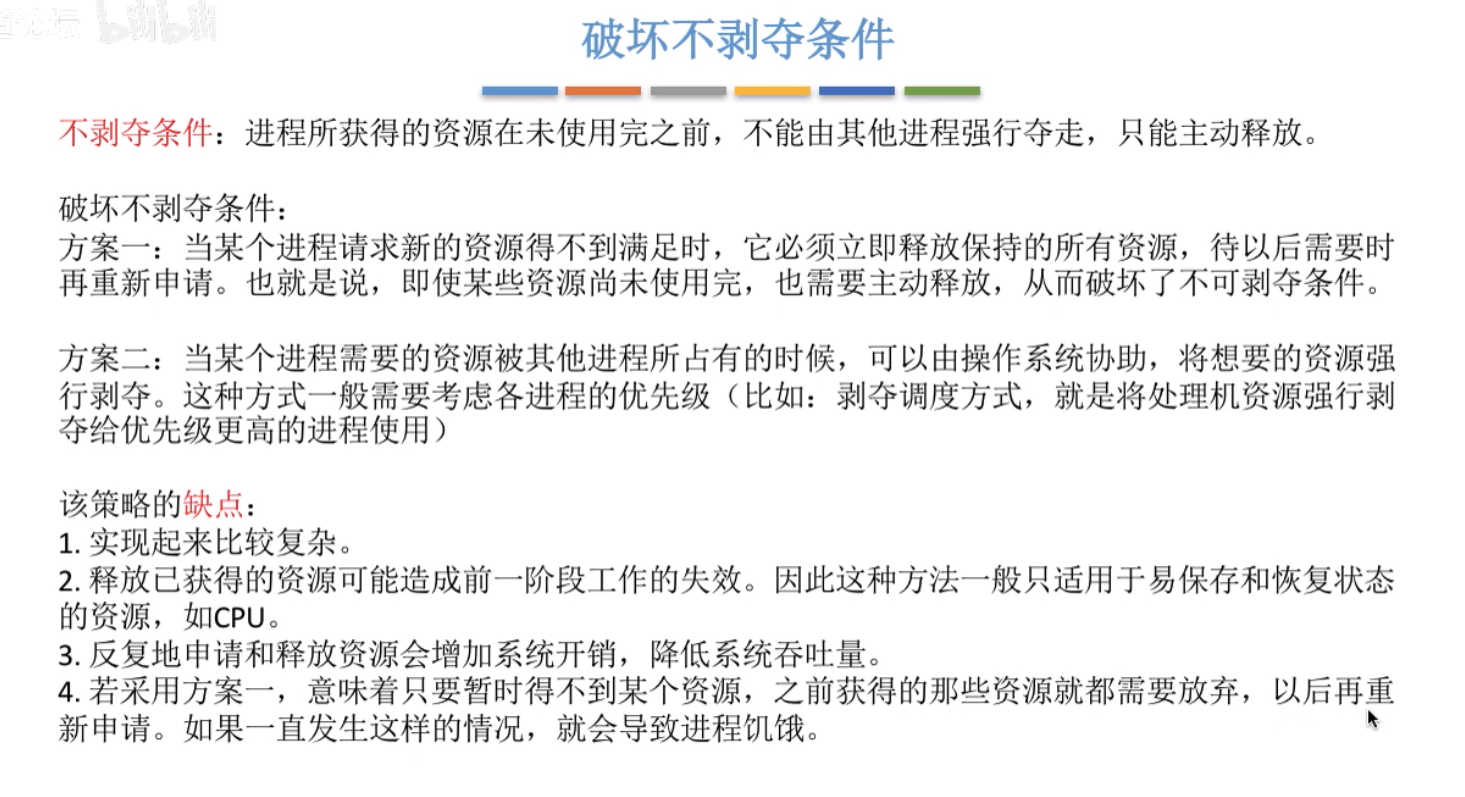 论坛 bilibili
破坏不剥夺条件
不剥夺条件：进程所获得的资源在未使用完之前，不能由其他进程强行夺走，只能主动释放。
破坏不剥夺条件：
方案一：当某个进程请求新的资源得不到满足时，它必须立即释放保持的所有资源，待以后需要时
再重新申请。也就是说，即使某些资源尚未使用完，也需要主动释放，从而破坏了不可剥夺条件。
方案二：当某个进程需要的资源被其他进程所占有的时候，可以由操作系统协助，将想要的资源强
行剥夺。这种方式一般需要考虑各进程的优先级（比如：剥夺调度方式，就是将处理机资源强行剥
夺给优先级更高的进程使用）
该策略的缺点：
1. 实现起来比较复杂。
2. 释放已获得的资源可能造成前一阶段工作的失效。因此这种方法一般只适用于易保存和恢复状态
的资源，如CPU。
3. 反复地申请和释放资源会增加系统开销，降低系统吞吐量。
4. 若采用方案一，意味着只要暂时得不到某个资源，之前获得的那些资源就都需要放弃，以后再重
新申请。如果一直发生这样的情况，就会导致进程饥饿。